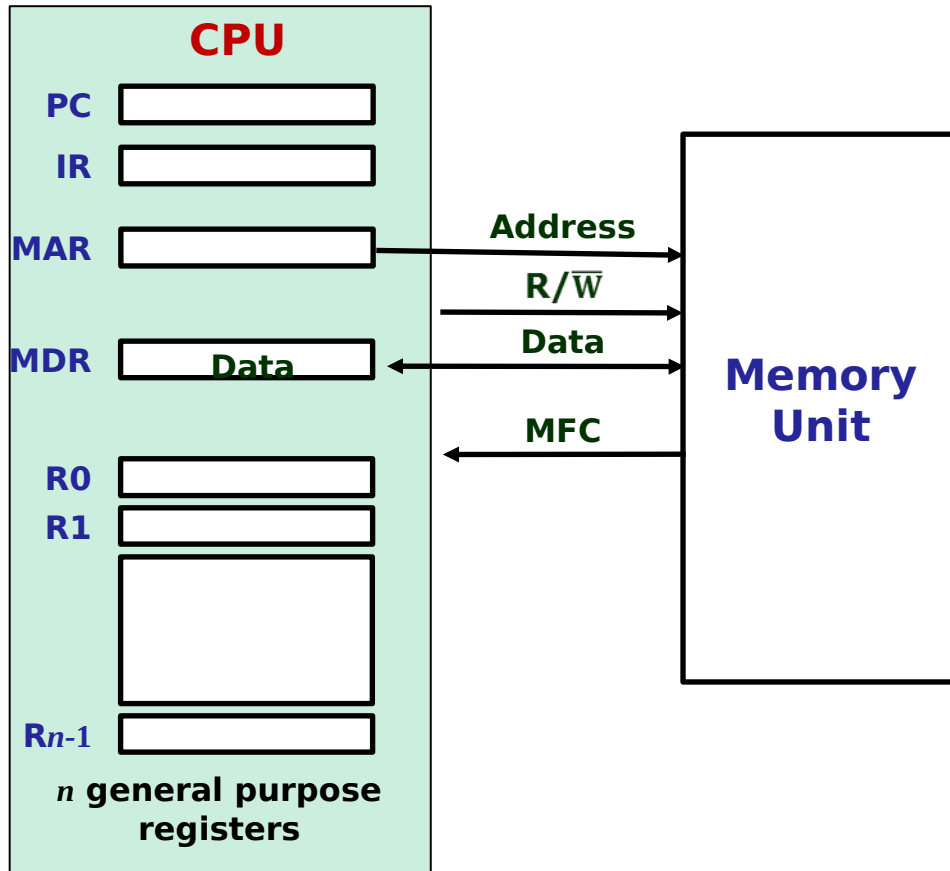 CPU
PC
IR
MAR
Address
R/W̅
MDR
Data
Data
Memory
Unit
MFC
R0
R1
Rn-1
n general purpose
registers